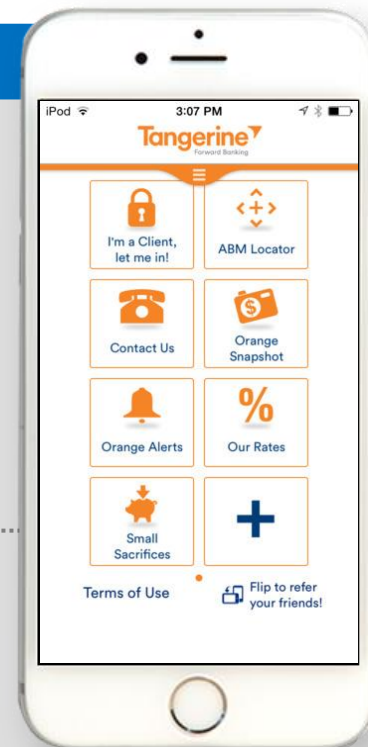 iPod 3:07 PM
Tangerine
Forward Banking
I'm a Client,
let me in!
ABM Locator
Contact Us
$
Orange
Snapshot
Orange Alerts
%
Our Rates
Small
Sacrifices
+
Terms of Use
Flip to refer
your friends!